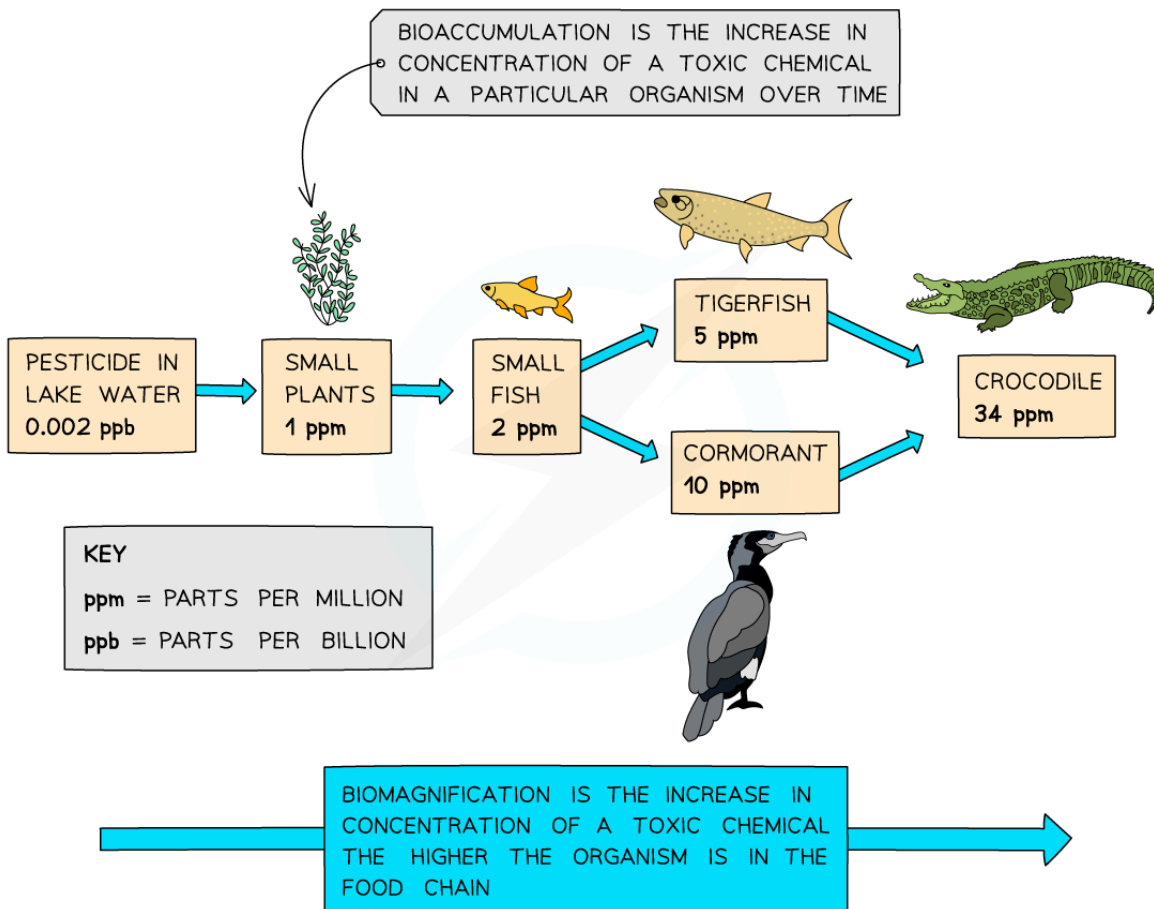 BIOACCUMULATION IS THE INCREASE IN
CONCENTRATION OF A TOXIC CHEMICAL
IN A PARTICULAR ORGANISM OVER TIME
PESTICIDE IN
LAKE WATER
0.002 ppb
SMALL
PLANTS
1 ppm
SMALL
FISH
2 ppm
TIGERFISH
5 ppm
CORMORANT
10 ppm
CROCODILE
34 ppm
KEY
ppm = PARTS PER MILLION
ppb = PARTS PER BILLION
BIOMAGNIFICATION IS THE INCREASE IN
CONCENTRATION OF A TOXIC CHEMICAL
THE HIGHER THE ORGANISM IS IN THE
FOOD CHAIN